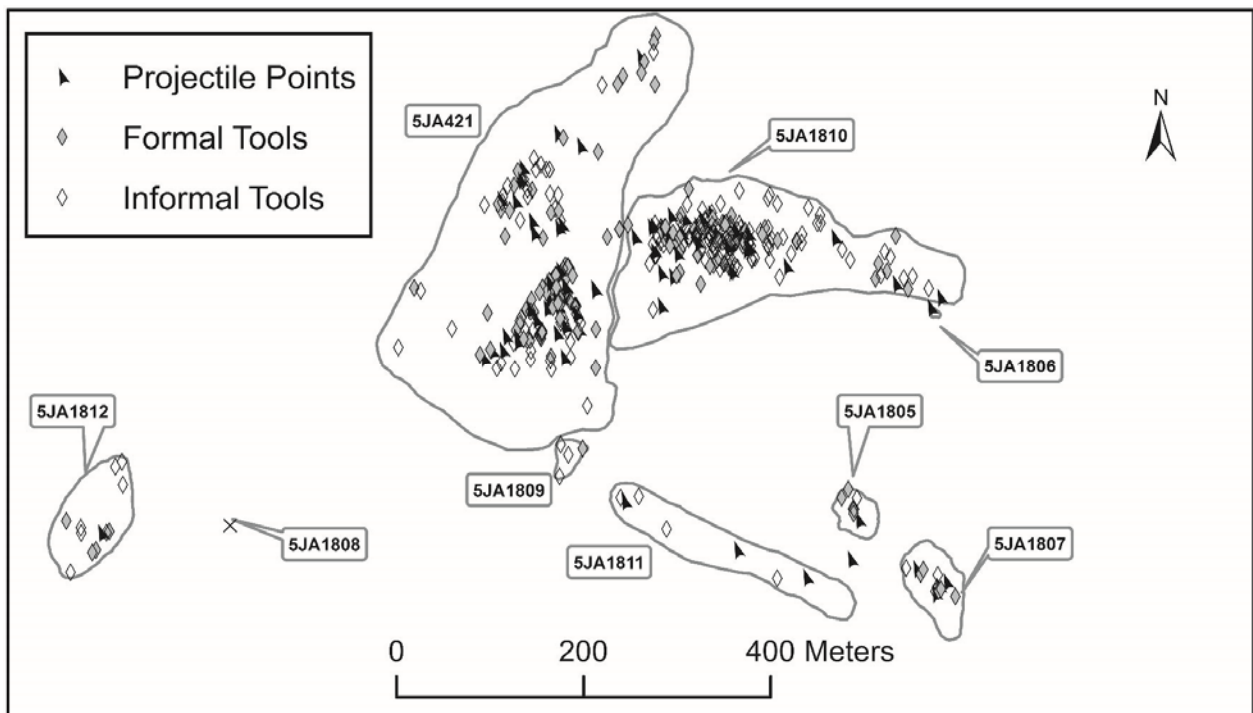 Projectile Points
Formal Tools
Informal Tools
5JA421
5JA1810
N
5JA1806
5JA1812
5JA1805
5JA1809
5JA1808
5JA1811
5JA1807
0 200 400 Meters